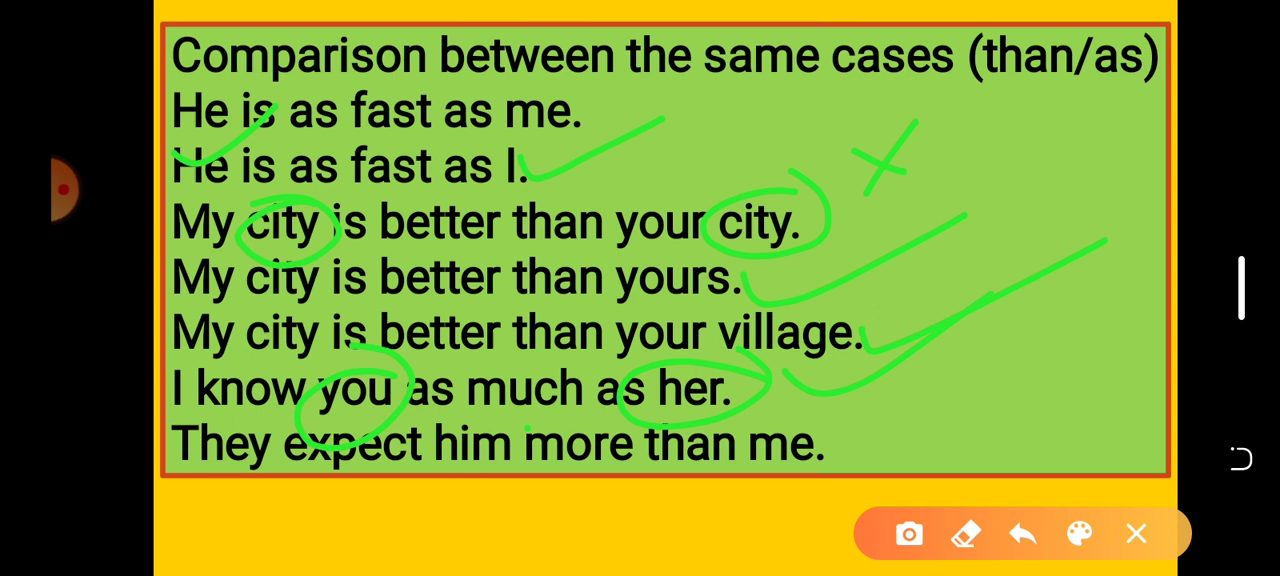 Comparison between the same cases (than/as)
He is as fast as me.
He is as fast as I.
My city is better than your city.
My city is better than yours.
My city is better than your village.
I know you as much as her.
They expect him more than me.